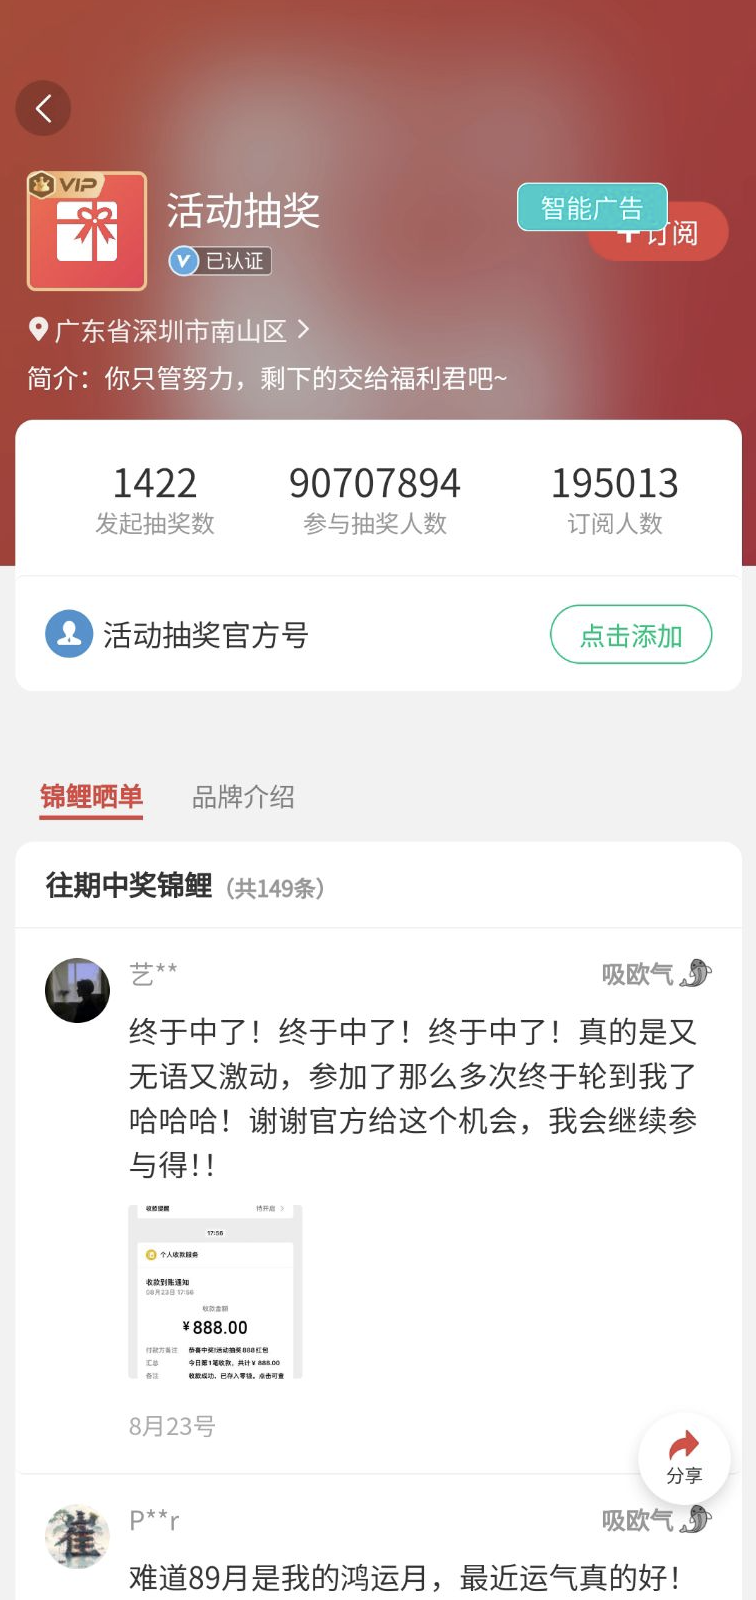 VIP
活动抽奖
已认证
智能广告
订阅
广东省深圳市南山区
简介：你只管努力，剩下的交给福利君吧~
1422
90707894
195013
发起抽奖数
参与抽奖人数
订阅人数
活动抽奖官方号
点击添加
锦鲤晒单
品牌介绍
往期中奖锦鲤（共149条）
艺**
吸欧气
终于中了！终于中了！终于中了！真的是又
无语又激动，参加了那么多次终于轮到我了
哈哈哈！谢谢官方给这个机会，我会继续参
与得！！
收款提醒
待开启
17:56
个人收款服务
收款到账通知
08月23日 17:56
收款金额
¥888.00
付款方备注 恭喜中奖!活动抽奖888红包
汇总 今日第1笔收款，共计¥888.00
备注 收款成功，已存入零钱。点击可查
8月23号
分享
崔
P**r
吸欧气
难道89月是我的鸿运月，最近运气真的好！